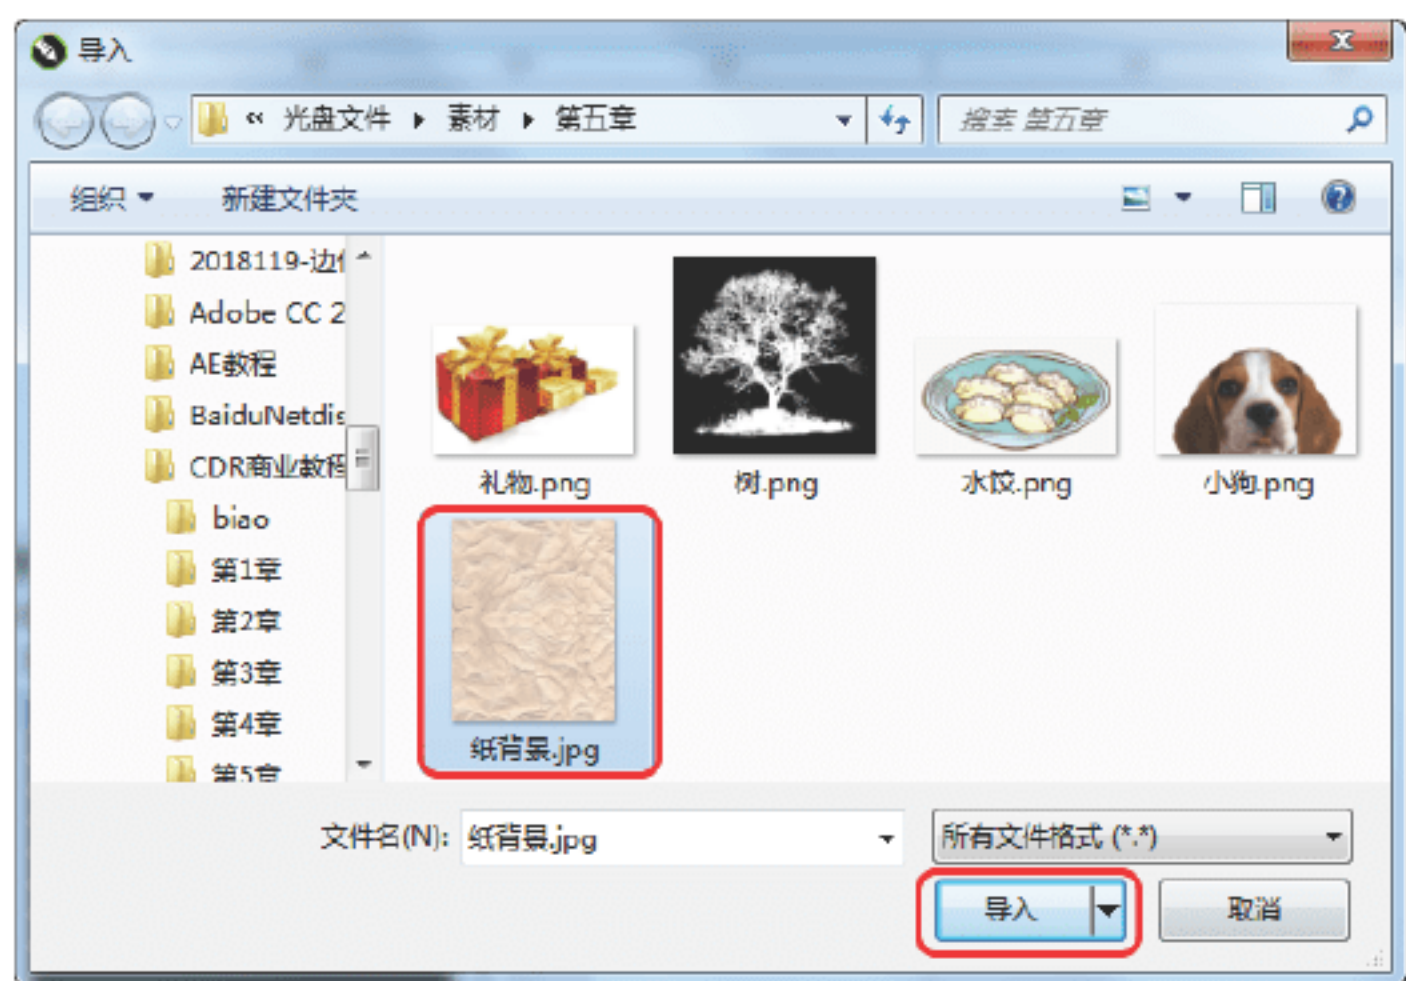 导入
« 光盘文件 ▸ 素材 ▸ 第五章
搜索 第五章
组织 新建文件夹
2018119-边
Adobe CC 2
AE教程
BaiduNetdis
CDR商业教程
biao
第1章
第2章
第3章
第4章
第5章
礼物.png
树.png
水饺.png
小狗.png
纸背景.jpg
文件名(N): 纸背景.jpg
所有文件格式 (*.*)
导入
取消